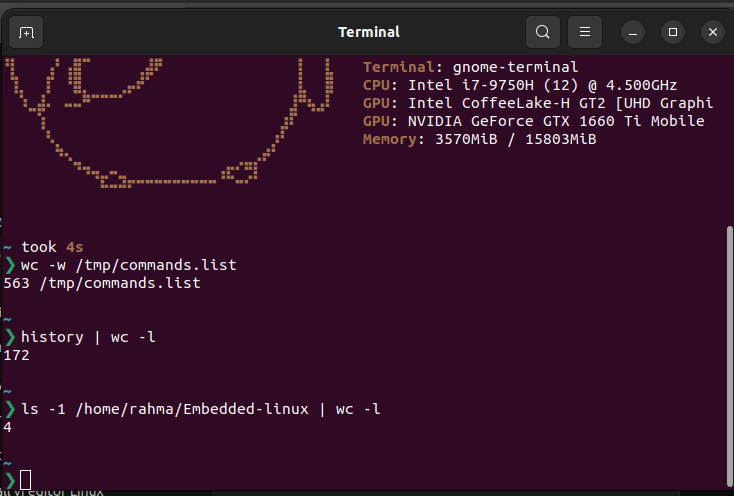 Terminal
Terminal: gnome-terminal
CPU: Intel i7-9750H (12) @ 4.500GHz
GPU: Intel CoffeeLake-H GT2 [UHD Graphi
GPU: NVIDIA GeForce GTX 1660 Ti Mobile
Memory: 3570MiB / 15803MiB
~ took 4s
❯ wc -w /tmp/commands.list
563 /tmp/commands.list
~
❯ history | wc -l
172
~
❯ ls -1 /home/rahma/Embedded-linux | wc -l
4
~
❯
editor Linux